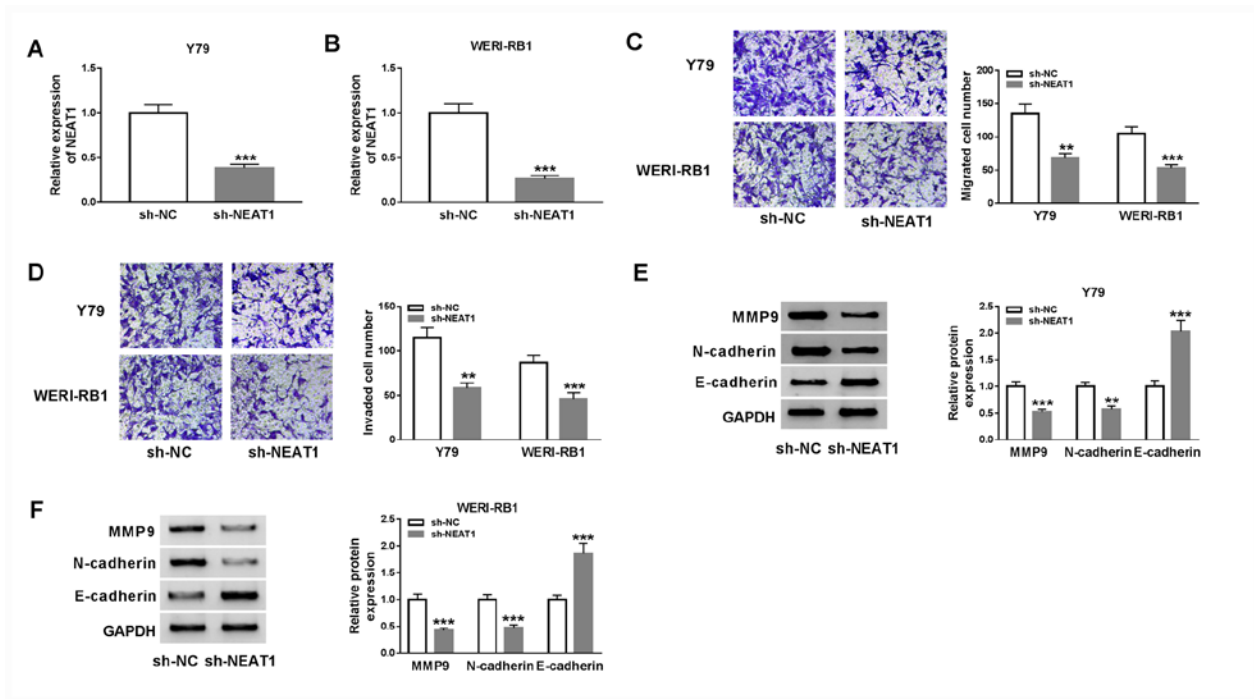 A
Y79
Relative expression
of NEAT1
1.5
1.0
0.5
0.0
***
sh-NC
sh-NEAT1
B
WERI-RB1
Relative expression
of NEAT1
1.5
1.0
0.5
0.0
***
sh-NC
sh-NEAT1
C
Y79
WERI-RB1
sh-NC
sh-NEAT1
Migrated cell number
200
150
100
50
0
sh-NC
sh-NEAT1
**
***
Y79
WERI-RB1
D
Y79
WERI-RB1
sh-NC
sh-NEAT1
Invaded cell number
150
100
50
0
sh-NC
sh-NEAT1
**
***
Y79
WERI-RB1
E
MMP9
N-cadherin
E-cadherin
GAPDH
sh-NC sh-NEAT1
Y79
Relative protein
expression
2.5
2.0
1.5
1.0
0.5
0.0
sh-NC
sh-NEAT1
***
**
***
MMP9
N-cadherin
E-cadherin
F
MMP9
N-cadherin
E-cadherin
GAPDH
sh-NC sh-NEAT1
WERI-RB1
Relative protein
expression
2.5
2.0
1.5
1.0
0.5
0.0
sh-NC
sh-NEAT1
***
***
***
MMP9
N-cadherin
E-cadherin